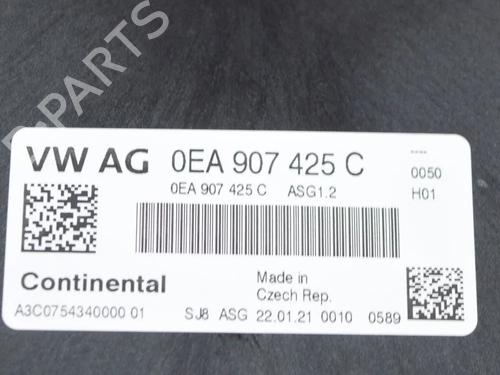 B-PARTS
VW AG 0EA 907 425 C
---- 
0050
0EA 907 425 C ASG1.2
H01
Continental
Made in
Czech Rep.
A3C0754340000 01 SJ8 ASG 22.01.21 0010 0589